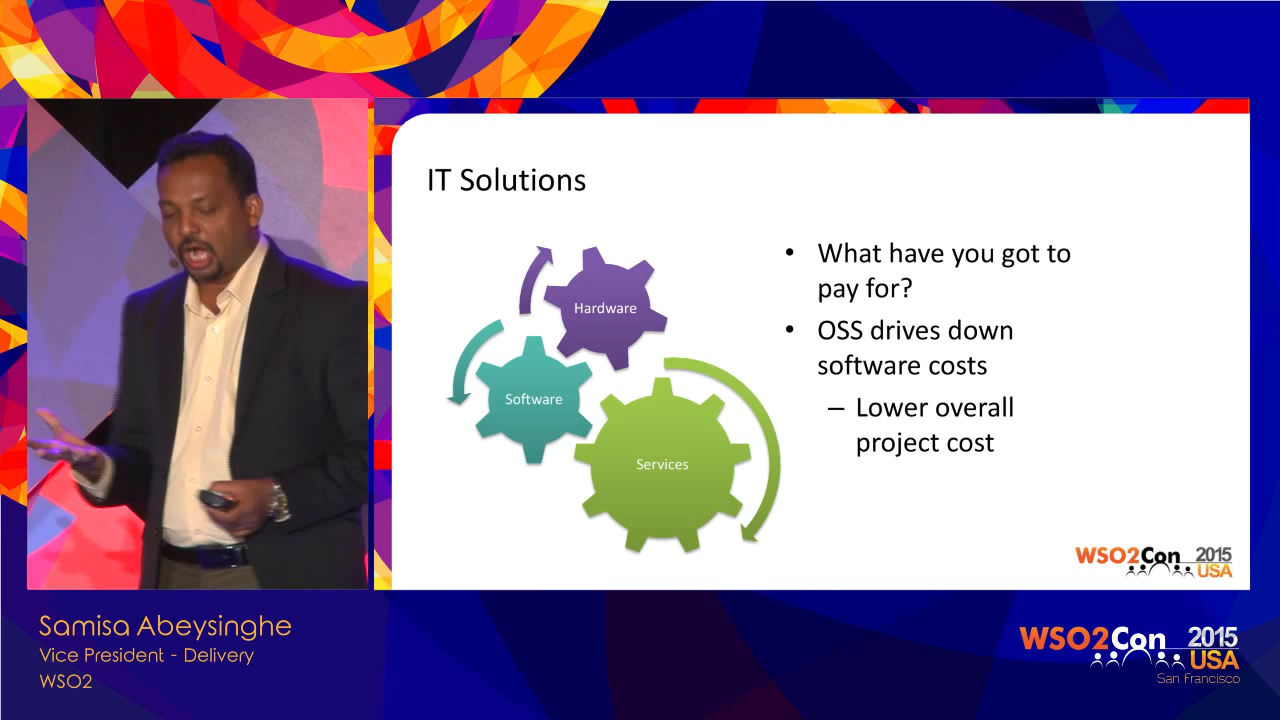 IT Solutions
Hardware
Software
Services
• What have you got to
pay for?
• OSS drives down
software costs
– Lower overall
project cost
WSO2Con 2015
USA
Samisa Abeysinghe
Vice President - Delivery
WSO2
WSO2Con 2015
USA
San Francisco